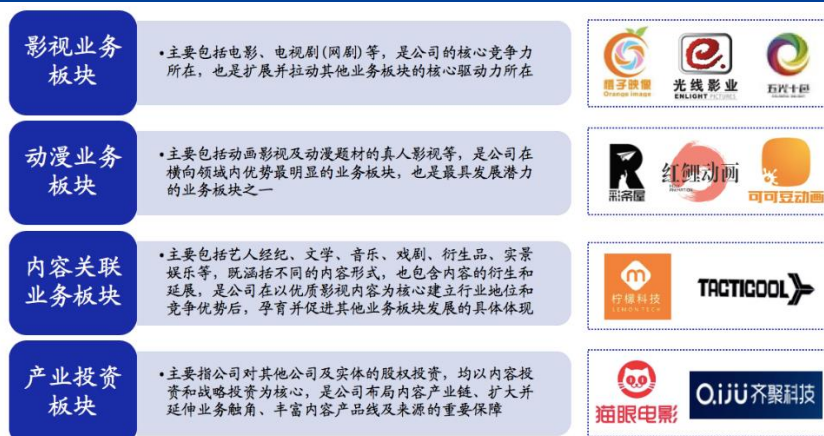 影视业务
板块
•主要包括电影、电视剧(网剧)等，是公司的核心竞争力
所在，也是扩展并拉动其他业务板块的核心驱动力所在
橙子映像
Orange Image
光线影业
ENLIGHT PICTURES
五光十色
动漫业务
板块
•主要包括动画影视及动漫题材的真人影视等，是公司在
横向领域内优势最明显的业务板块，也是最具发展潜力
的业务板块之一
彩条屋
红鲤动画
可可豆动画
内容关联
业务板块
•主要包括艺人经纪、文学、音乐、戏剧、衍生品、实景
娱乐等，既涵括不同的内容形式，也包含内容的衍生和
延展，是公司在以优质影视内容为核心建立行业地位和
竞争优势后，孕育并促进其他业务板块发展的具体体现
柠檬科技
LEMONTECH
TACTICOOL
产业投资
板块
•主要指公司对其他公司及实体的股权投资，均以内容投
资和战略投资为核心，是公司布局内容产业链、扩大并
延伸业务触角、丰富内容产品线及来源的重要保障
猫眼电影
QIJU齐聚科技